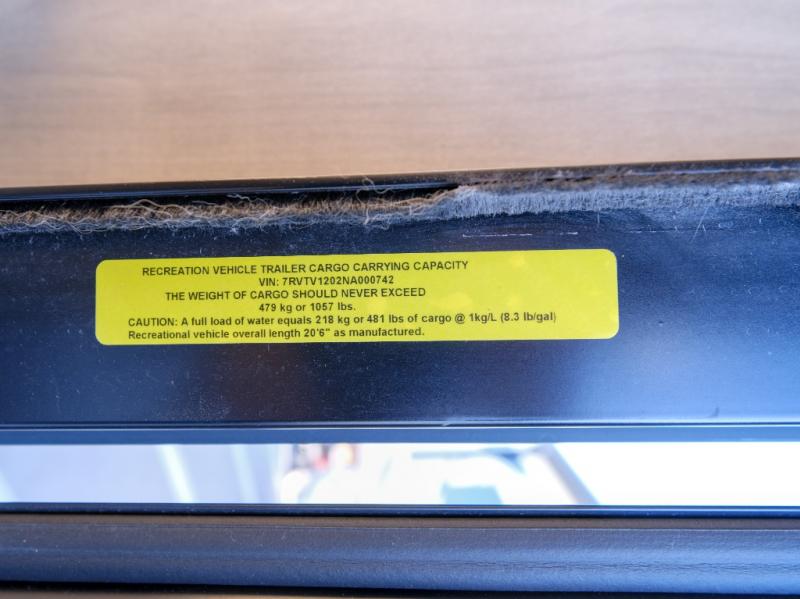 RECREATION VEHICLE TRAILER CARGO CARRYING CAPACITY
VIN: 7RVTV1202NA000742
THE WEIGHT OF CARGO SHOULD NEVER EXCEED
479 kg or 1057 lbs.
CAUTION: A full load of water equals 218 kg or 481 lbs of cargo @ 1kg/L (8.3 lb/gal)
Recreational vehicle overall length 20'6" as manufactured.